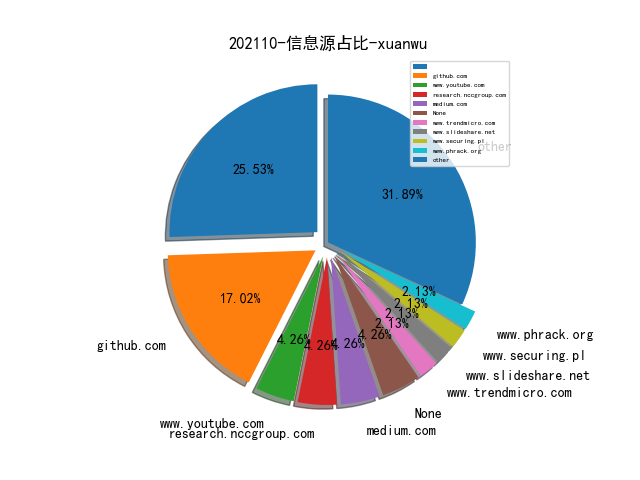 202110-信息源占比-xuanwu
github.com
www.youtube.com
research.nccgroup.com
medium.com
None
www.trendmicro.com
www.slideshare.net
www.securing.pl
www.phrack.org
other
other
25.53%
31.89%
17.02%
4.26%
4.26%
4.26%
4.26%
2.13%
2.13%
2.13%
2.13%
github.com
www.youtube.com
research.nccgroup.com
medium.com
None
www.trendmicro.com
www.slideshare.net
www.securing.pl
www.phrack.org